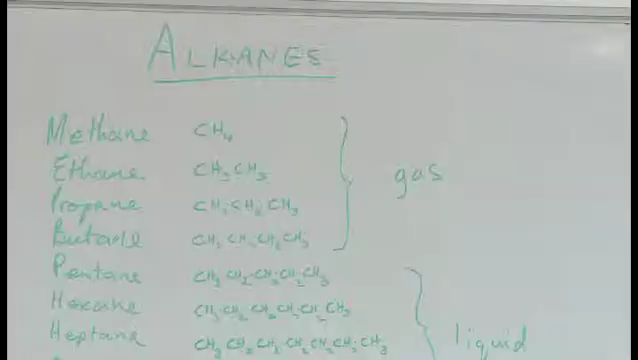 ALKANES
Methane CH₄
Ethane CH₃CH₃ gas
Propane CH₃CH₂CH₃
Butane CH₃CH₂CH₂CH₃
Pentane CH₃CH₂CH₂CH₂CH₃
Hexane CH₃CH₂CH₂CH₂CH₂CH₃
Heptane CH₃CH₂CH₂CH₂CH₂CH₂CH₃ liquid